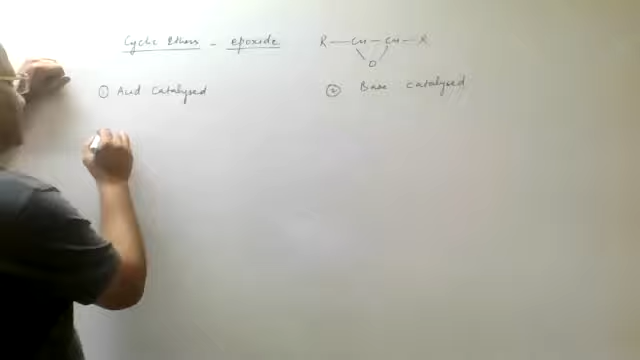 Cyclic Ethers - epoxide R - CH - CH - R
O
① Acid catalysed ② Base catalysed